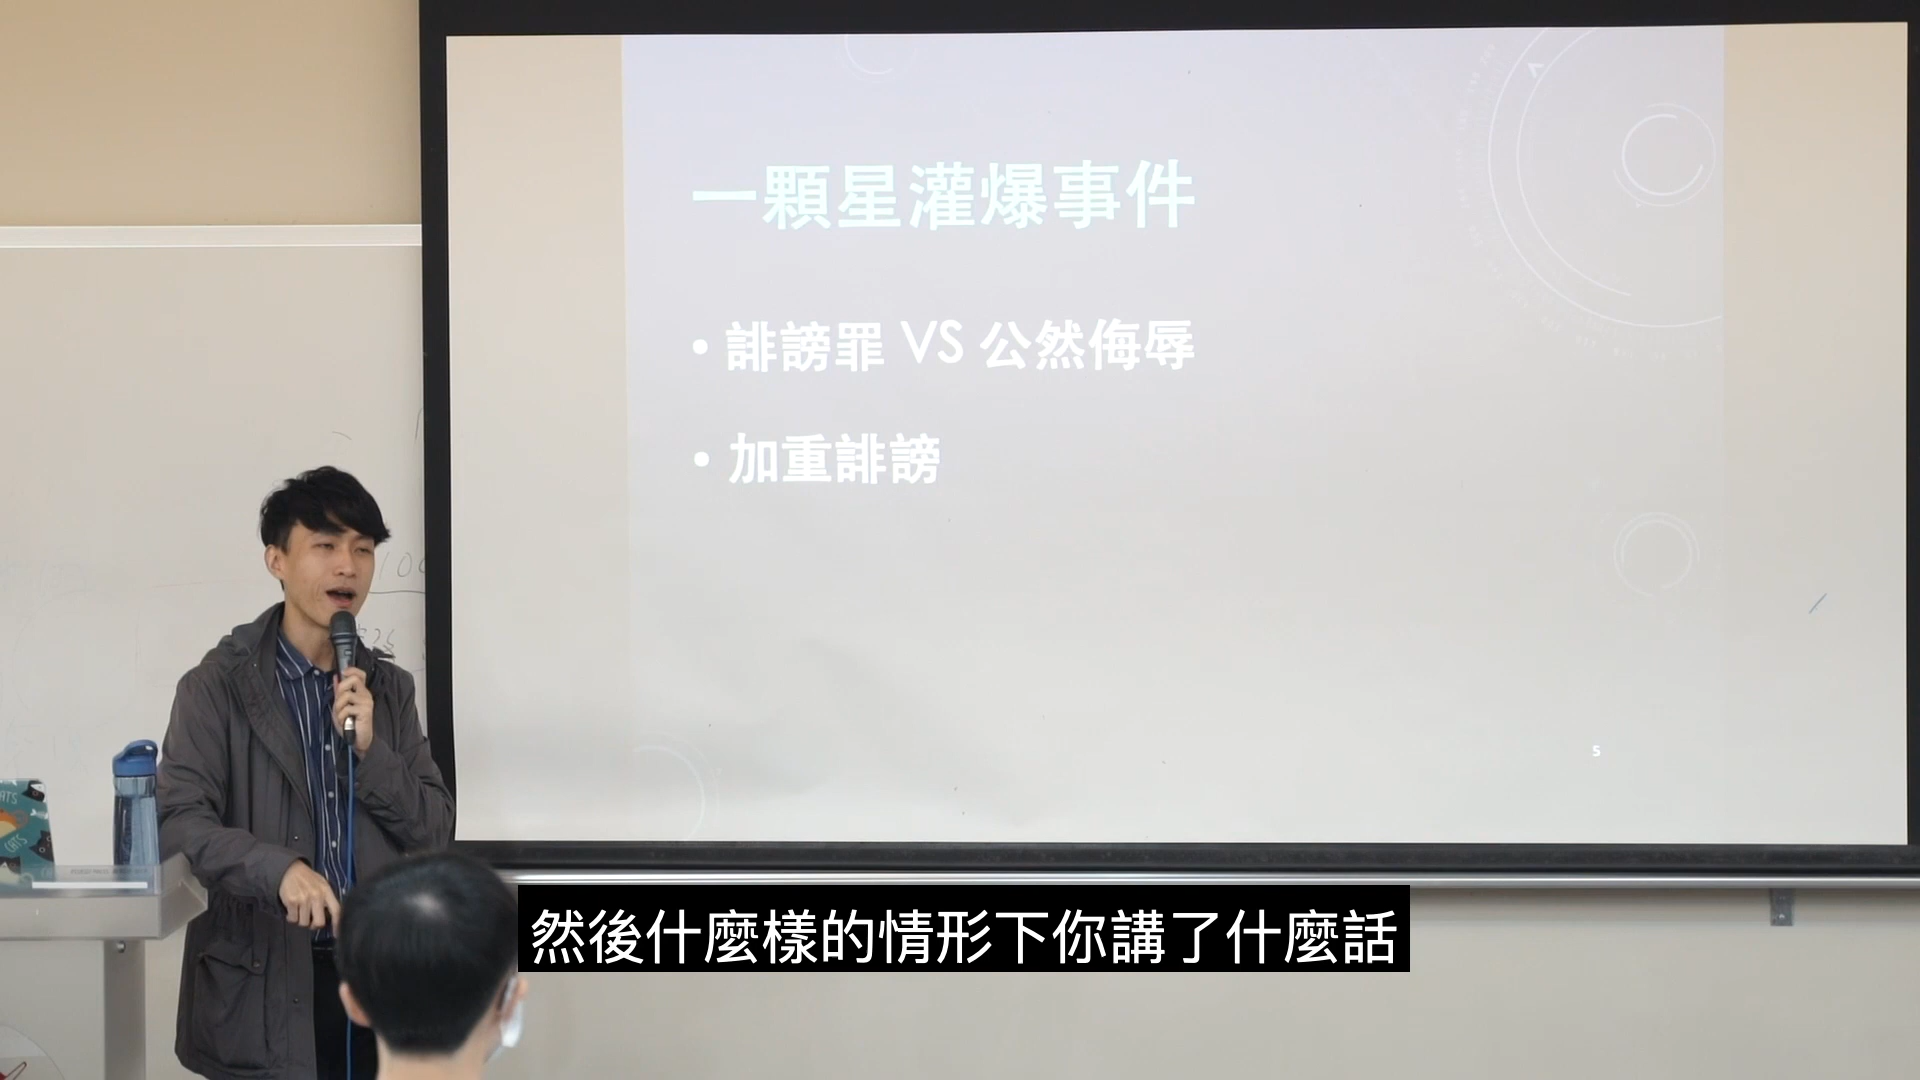 一顆星灌爆事件
• 誹謗罪 VS 公然侮辱
• 加重誹謗
5
CATS
然後什麼樣的情形下你講了什麼話